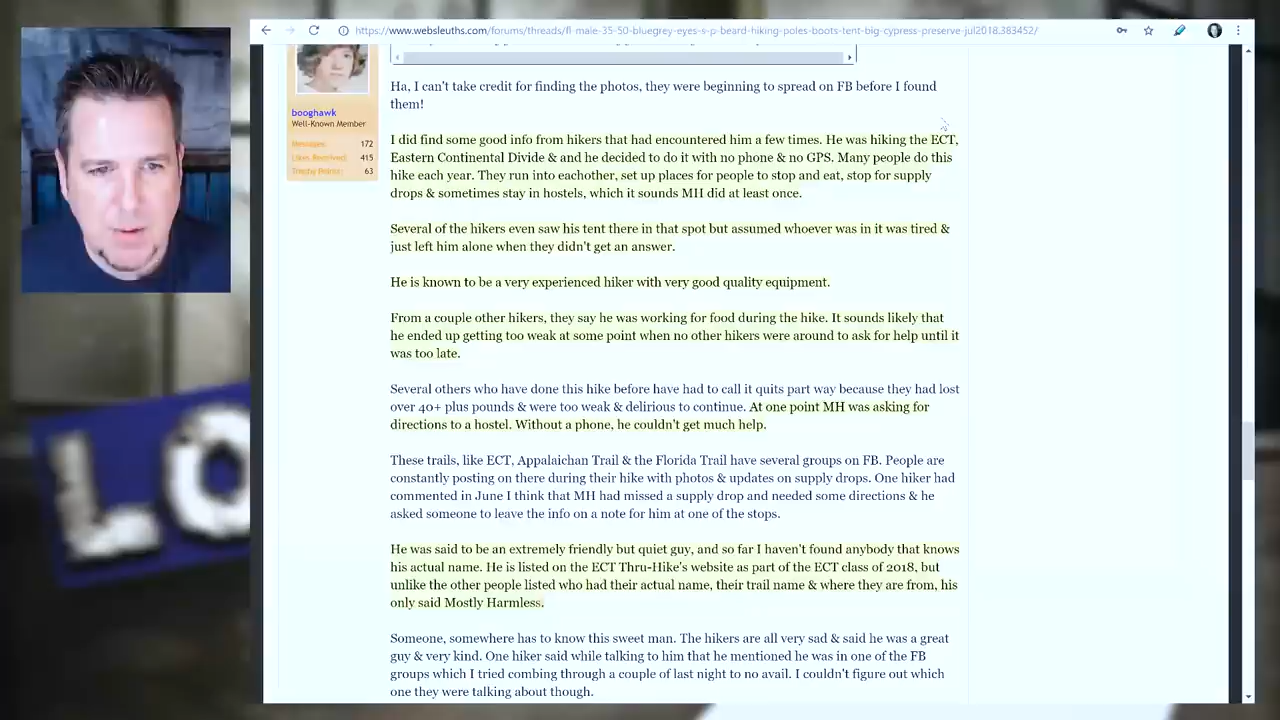 https://www.websleuths.com/forums/threads/fl-male-35-50-bluegrey-eyes-s-p-beard-hiking-poles-boots-tent-big-cypress-preserve-jul2018.383452/
booghawk
Well-Known Member
Messages: 172
Likes Received: 415
Trophy Points: 63
Ha, I can't take credit for finding the photos, they were beginning to spread on FB before I found
them!
I did find some good info from hikers that had encountered him a few times. He was hiking the ECT,
Eastern Continental Divide & and he decided to do it with no phone & no GPS. Many people do this
hike each year. They run into eachother, set up places for people to stop and eat, stop for supply
drops & sometimes stay in hostels, which it sounds MH did at least once.
Several of the hikers even saw his tent there in that spot but assumed whoever was in it was tired &
just left him alone when they didn't get an answer.
He is known to be a very experienced hiker with very good quality equipment.
From a couple other hikers, they say he was working for food during the hike. It sounds likely that
he ended up getting too weak at some point when no other hikers were around to ask for help until it
was too late.
Several others who have done this hike before have had to call it quits part way because they had lost
over 40+ plus pounds & were too weak & delirious to continue. At one point MH was asking for
directions to a hostel. Without a phone, he couldn't get much help.
These trails, like ECT, Appalaichan Trail & the Florida Trail have several groups on FB. People are
constantly posting on there during their hike with photos & updates on supply drops. One hiker had
commented in June I think that MH had missed a supply drop and needed some directions & he
asked someone to leave the info on a note for him at one of the stops.
He was said to be an extremely friendly but quiet guy, and so far I haven't found anybody that knows
his actual name. He is listed on the ECT Thru-Hike's website as part of the ECT class of 2018, but
unlike the other people listed who had their actual name, their trail name & where they are from, his
only said Mostly Harmless.
Someone, somewhere has to know this sweet man. The hikers are all very sad & said he was a great
guy & very kind. One hiker said while talking to him that he mentioned he was in one of the FB
groups which I tried combing through a couple of last night to no avail. I couldn't figure out which
one they were talking about though.
LO